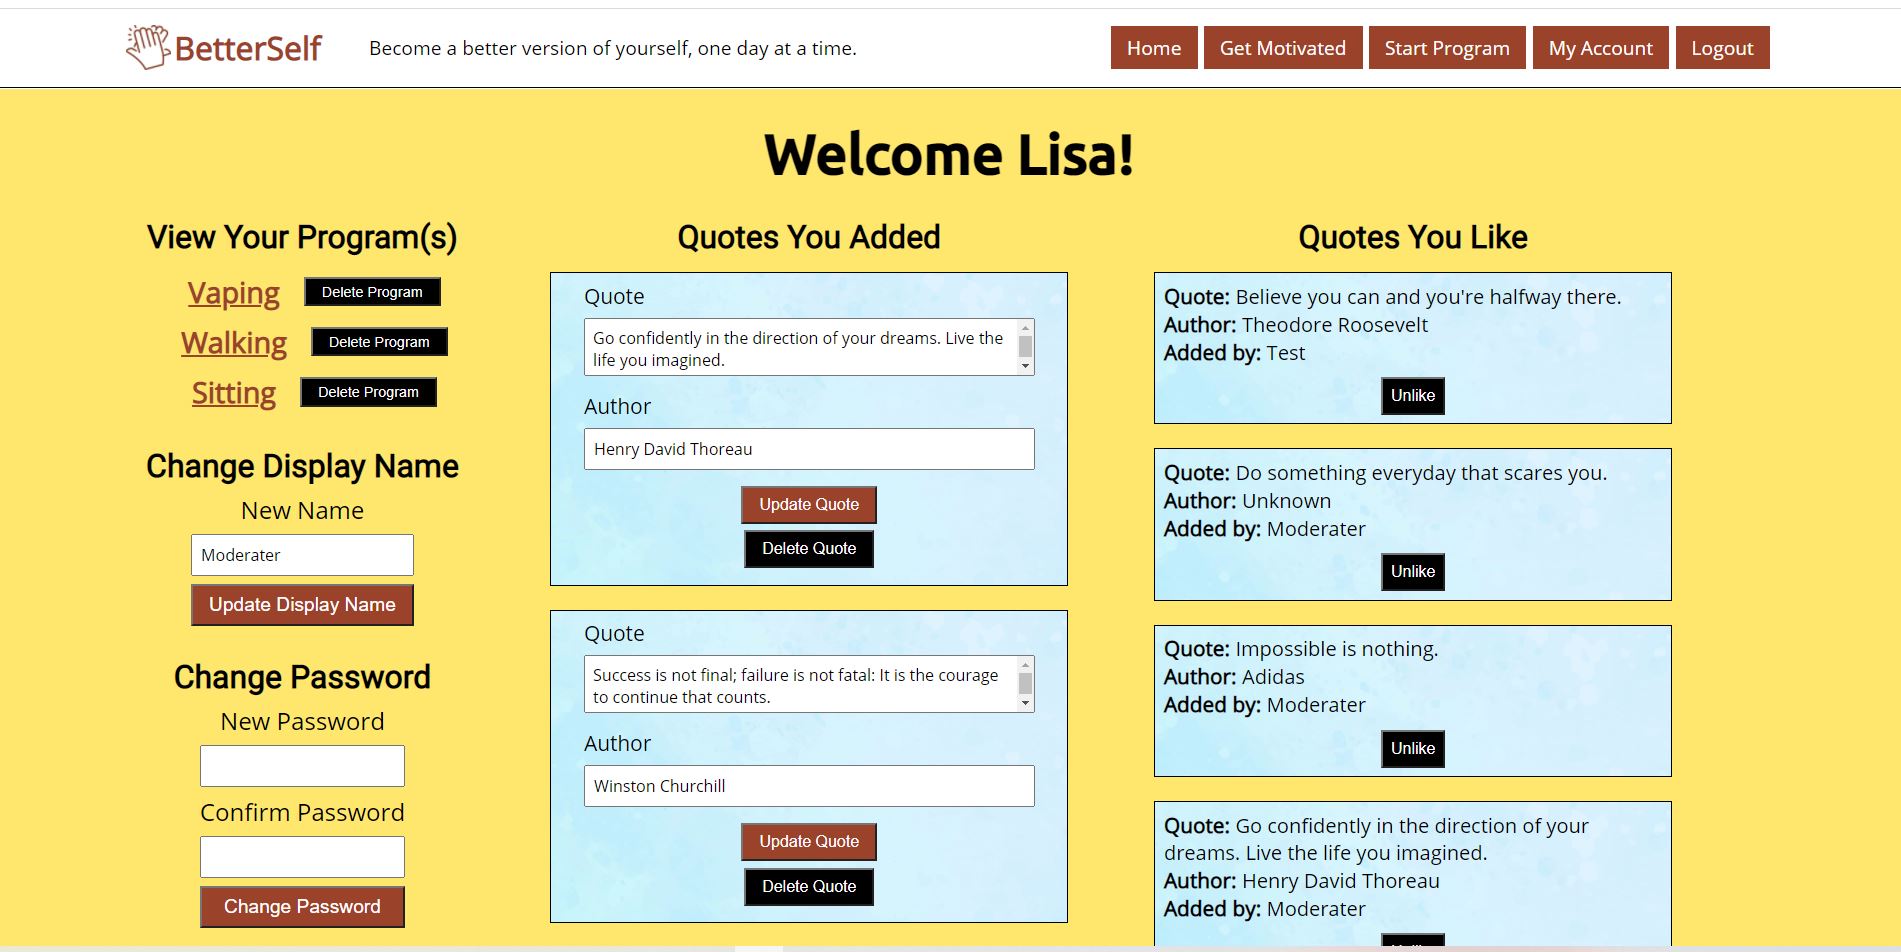 BetterSelf
Become a better version of yourself, one day at a time.
Home
Get Motivated
Start Program
My Account
Logout
Welcome Lisa!
View Your Program(s)
Vaping
Delete Program
Walking
Delete Program
Sitting
Delete Program
Change Display Name
New Name
Moderater
Update Display Name
Change Password
New Password
Confirm Password
Change Password
Quotes You Added
Quote
Go confidently in the direction of your dreams. Live the
life you imagined.
Author
Henry David Thoreau
Update Quote
Delete Quote
Quote
Success is not final; failure is not fatal: It is the courage
to continue that counts.
Author
Winston Churchill
Update Quote
Delete Quote
Quotes You Like
Quote: Believe you can and you're halfway there.
Author: Theodore Roosevelt
Added by: Test
Unlike
Quote: Do something everyday that scares you.
Author: Unknown
Added by: Moderater
Unlike
Quote: Impossible is nothing.
Author: Adidas
Added by: Moderater
Unlike
Quote: Go confidently in the direction of your
dreams. Live the life you imagined.
Author: Henry David Thoreau
Added by: Moderater